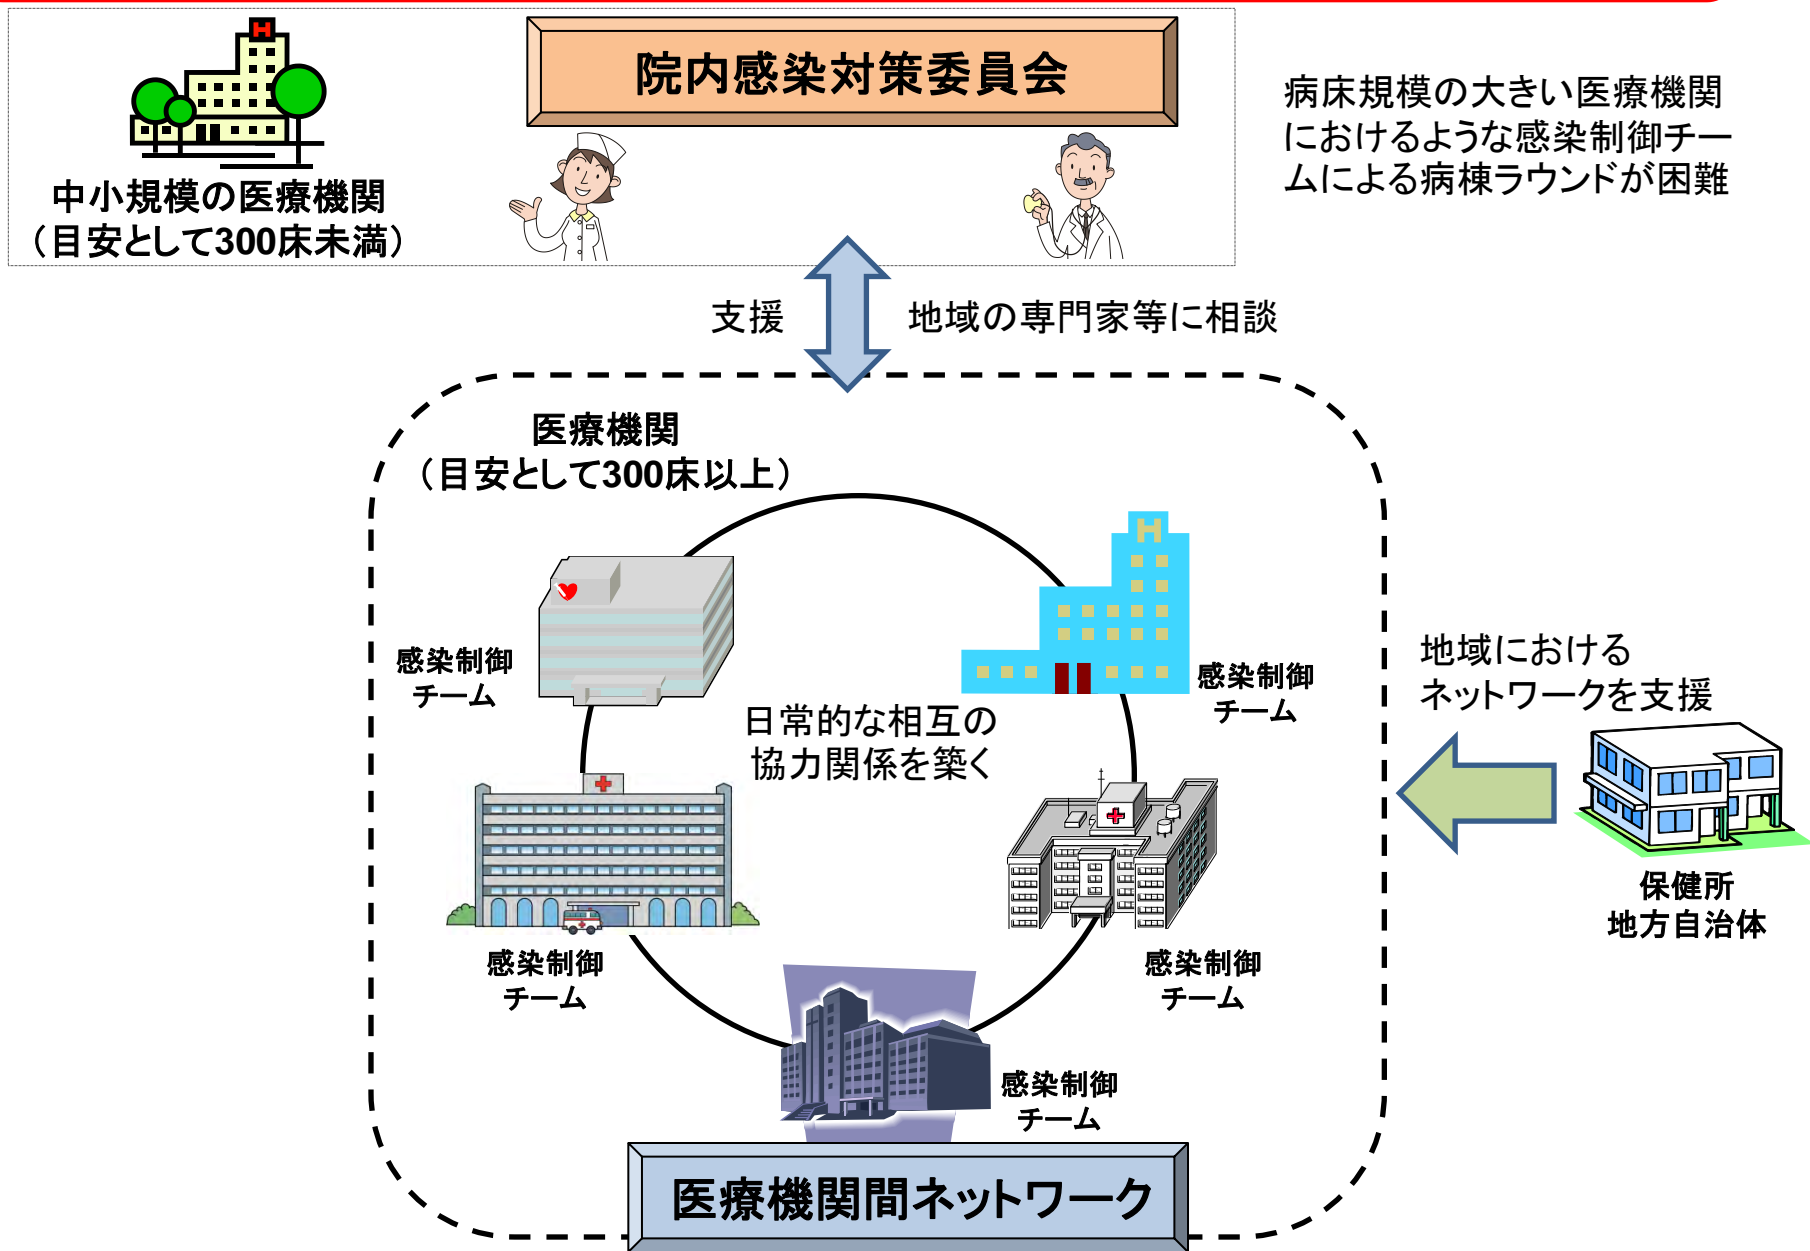 院内感染対策委員会
中小規模の医療機関
（目安として300床未満）
病床規模の大きい医療機関
におけるような感染制御チー
ムによる病棟ラウンドが困難
支援
地域の専門家等に相談
医療機関
（目安として300床以上）
感染制御
チーム
感染制御
チーム
日常的な相互の
協力関係を築く
感染制御
チーム
感染制御
チーム
感染制御
チーム
医療機関間ネットワーク
地域における
ネットワークを支援
保健所
地方自治体